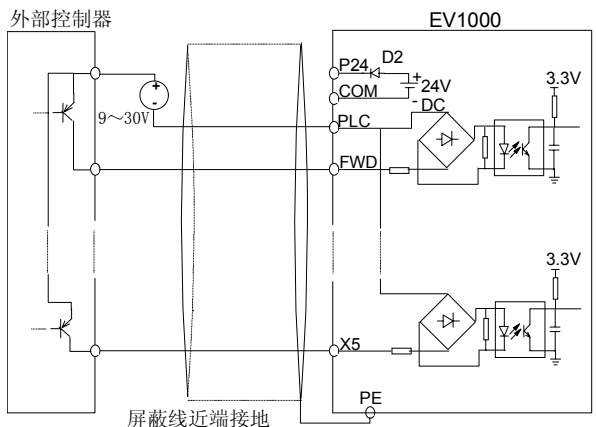 外部控制器
EV1000
P24
D2
+
24V
COM
- DC
PLC
3.3V
+
-
9～30V
FWD
3.3V
X5
PE
屏蔽线近端接地